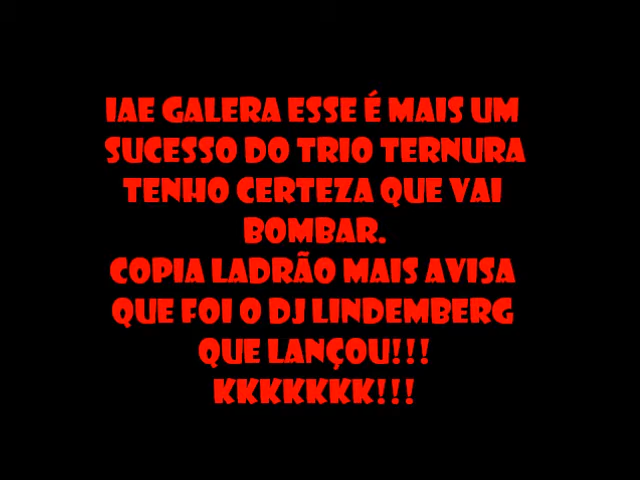 IAE GALERA ESSE É MAIS UM
SUCESSO DO TRIO TERNURA
TENHO CERTEZA QUE VAI
BOMBAR.
COPIA LADRÃO MAIS AVISA
QUE FOI O DJ LINDEMBERG
QUE LANÇOU!!!
KKKKKKK!!!